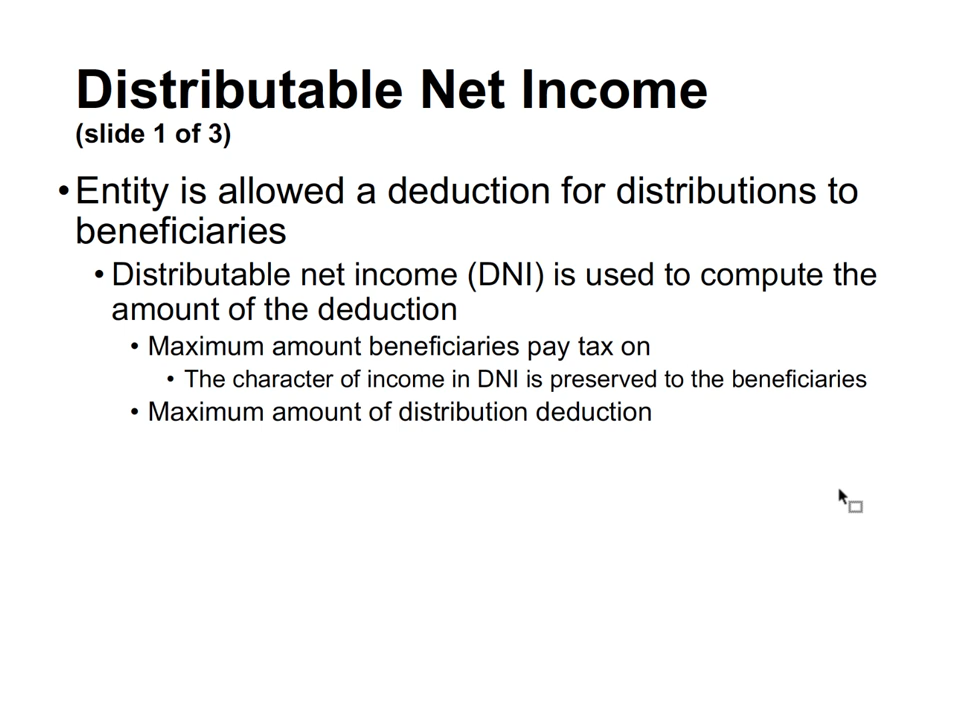 Distributable Net Income
(slide 1 of 3)
•Entity is allowed a deduction for distributions to
beneficiaries
• Distributable net income (DNI) is used to compute the
amount of the deduction
• Maximum amount beneficiaries pay tax on
• The character of income in DNI is preserved to the beneficiaries
• Maximum amount of distribution deduction